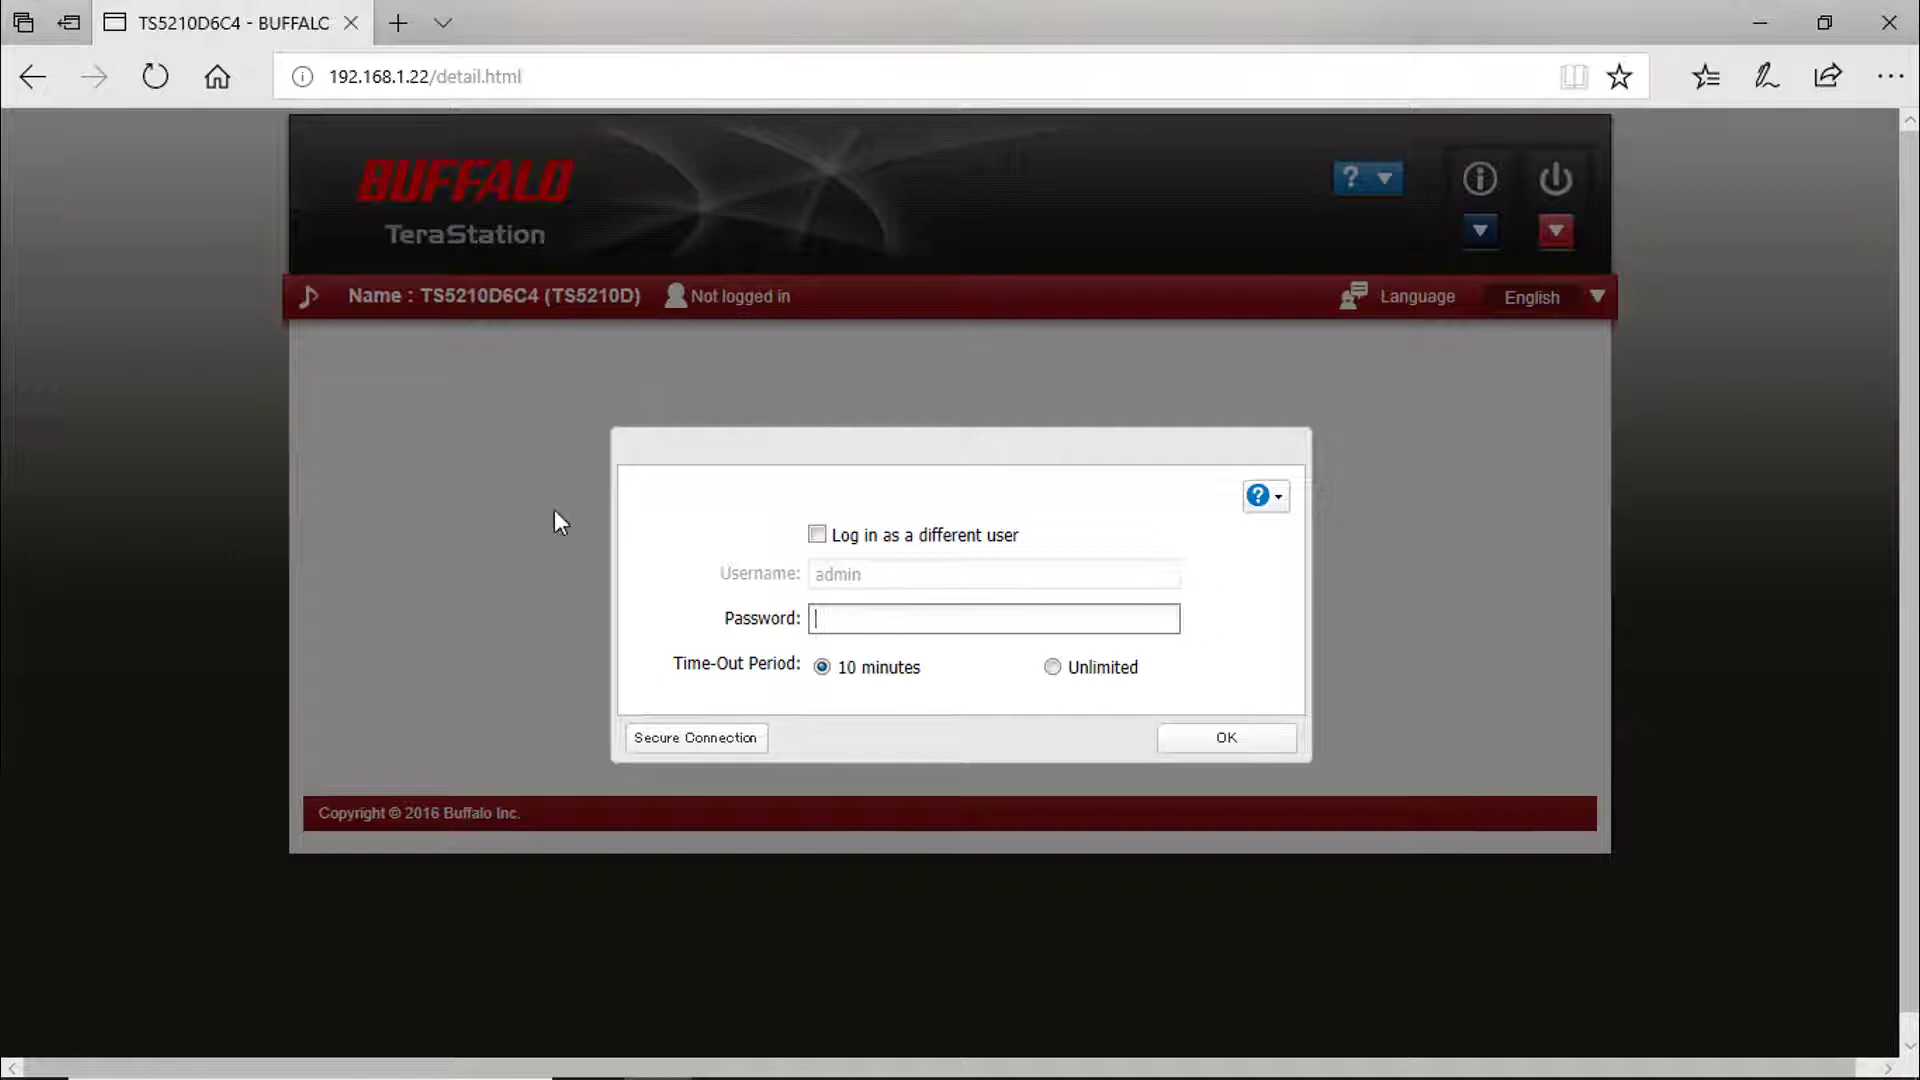 TS5210D6C4 - BUFFALC
192.168.1.22/detail.html
BUFFALO
TeraStation
?
Name : TS5210D6C4 (TS5210D)
Not logged in
Language
English
?
Log in as a different user
Username:
admin
Password:
Time-Out Period:
10 minutes
Unlimited
Secure Connection
OK
Copyright © 2016 Buffalo Inc.